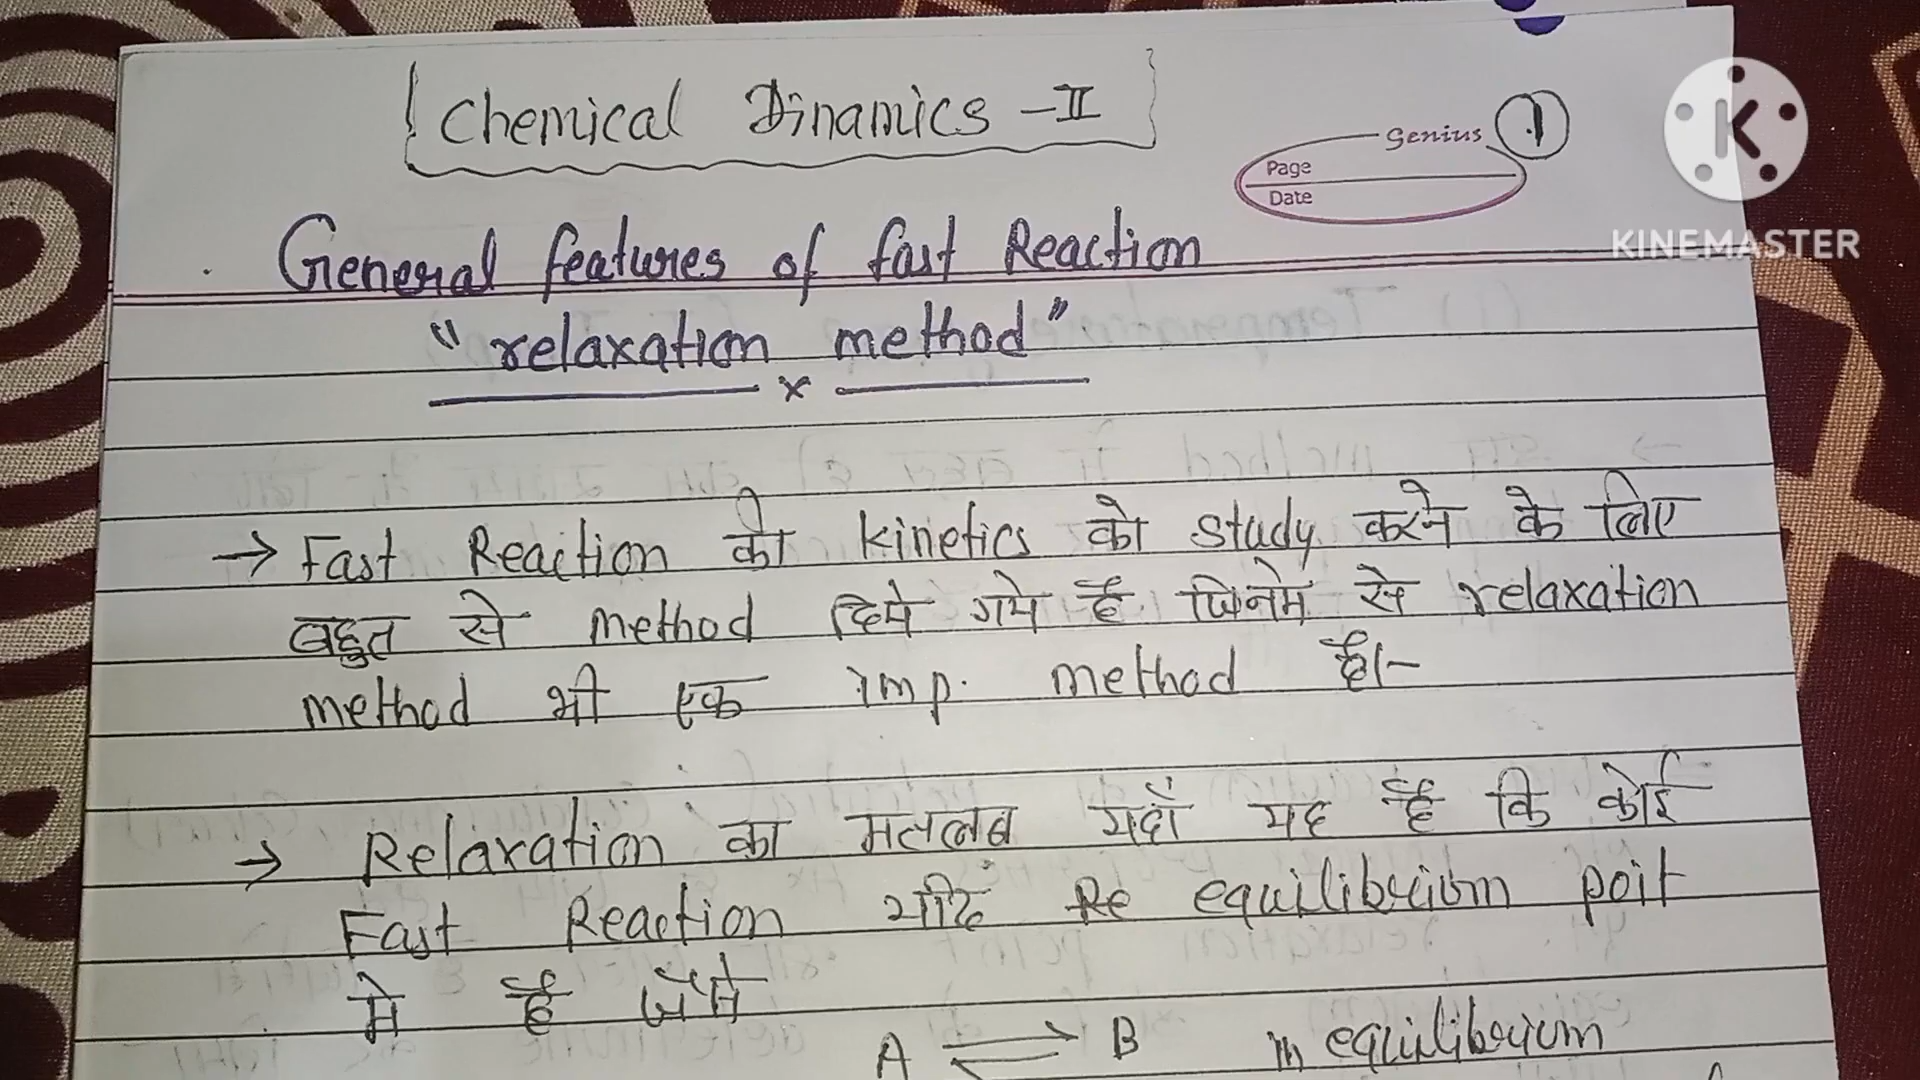 Chemical Dinamics - II
Genius 1
Page
Date
KINEMASTER
General features of fast Reaction
"relaxation method"
x
→ Fast Reaction की kinetics को study करने के लिए
बहुत से method दिये गये है जिनमे से relaxation
method भी एक imp. method है।-
→ Relaxation का मतलब यहाँ यह है कि कोई
Fast Reaction यदि Re equilibrium poit
मे है जैसे
A ⇌ B in equilibrium